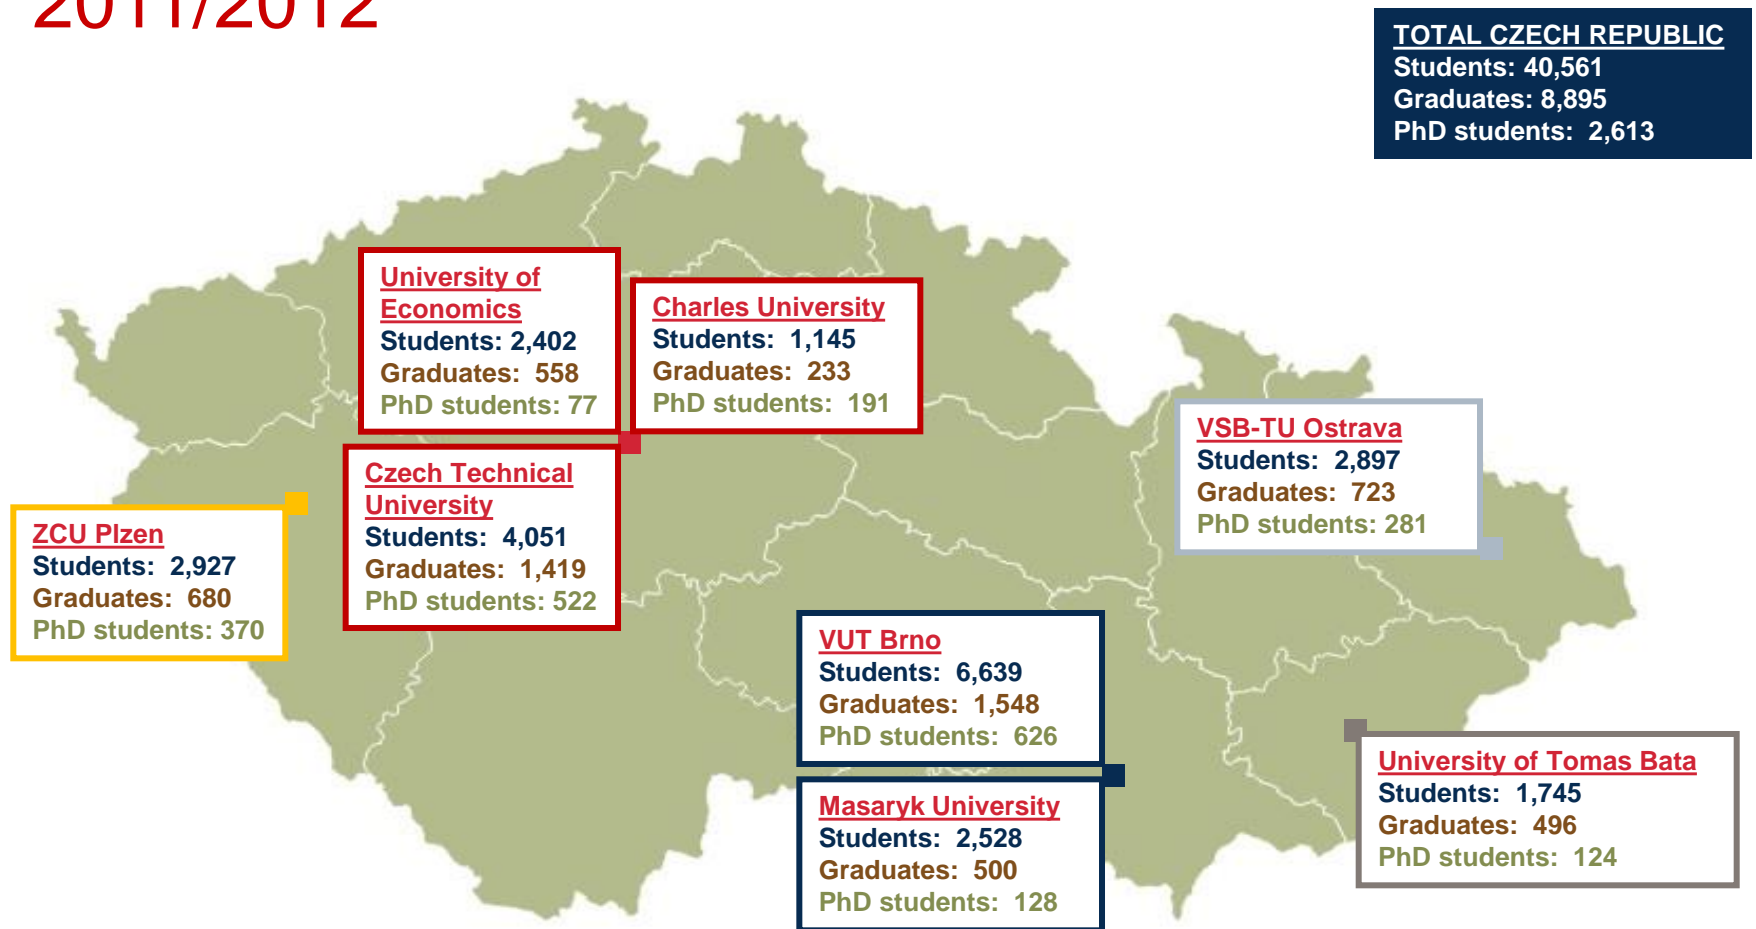 2011/2012
TOTAL CZECH REPUBLIC
Students: 40,561
Graduates: 8,895
PhD students: 2,613
University of
Economics
Students: 2,402
Graduates: 558
PhD students: 77
Charles University
Students: 1,145
Graduates: 233
PhD students: 191
Czech Technical
University
Students: 4,051
Graduates: 1,419
PhD students: 522
ZCU Plzen
Students: 2,927
Graduates: 680
PhD students: 370
VSB-TU Ostrava
Students: 2,897
Graduates: 723
PhD students: 281
VUT Brno
Students: 6,639
Graduates: 1,548
PhD students: 626
Masaryk University
Students: 2,528
Graduates: 500
PhD students: 128
University of Tomas Bata
Students: 1,745
Graduates: 496
PhD students: 124